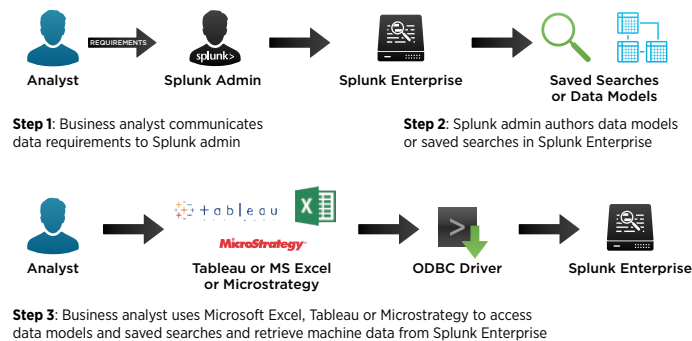 REQUIREMENTS
splunk>
Analyst
Splunk Admin
Splunk Enterprise
Saved Searches
or Data Models
Step 1: Business analyst communicates
data requirements to Splunk admin
Step 2: Splunk admin authors data models
or saved searches in Splunk Enterprise
+ableau
X
MicroStrategy
>
Analyst
Tableau or MS Excel
or Microstrategy
ODBC Driver
Splunk Enterprise
Step 3: Business analyst uses Microsoft Excel, Tableau or Microstrategy to access
data models and saved searches and retrieve machine data from Splunk Enterprise